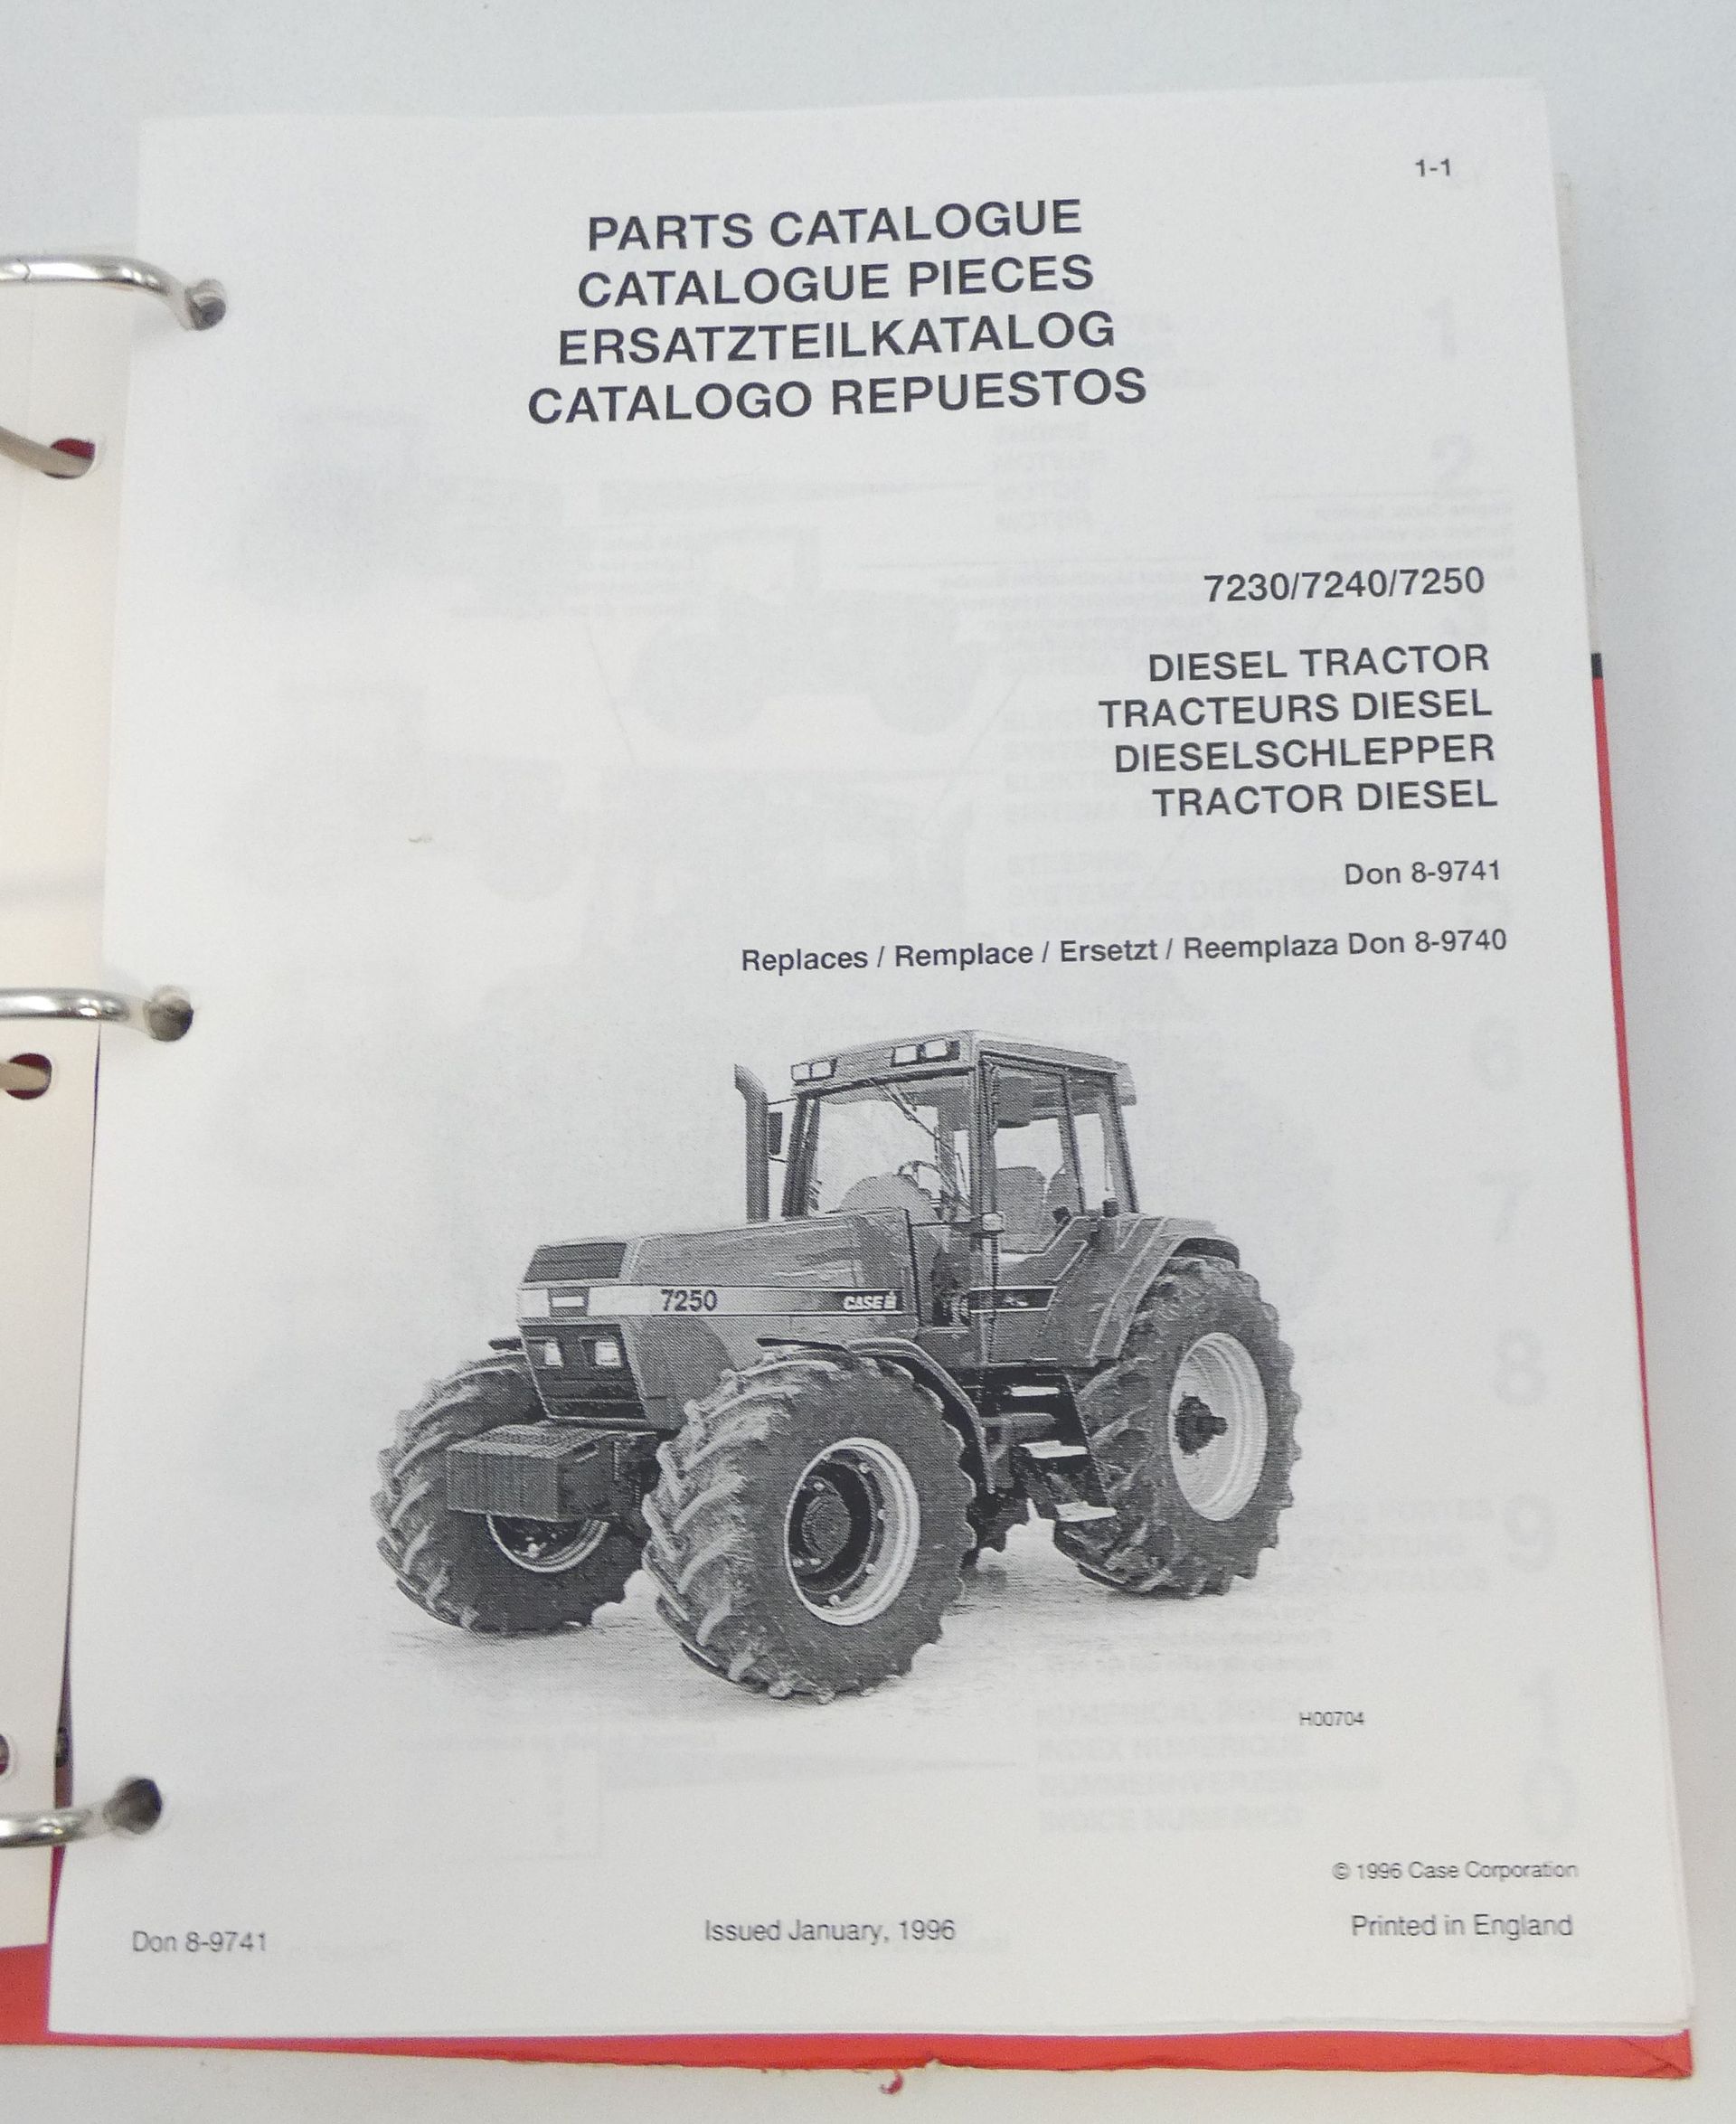 1-1
PARTS CATALOGUE
CATALOGUE PIECES
ERSATZTEILKATALOG
CATALOGO REPUESTOS
7230/7240/7250
DIESEL TRACTOR
TRACTEURS DIESEL
DIESELSCHLEPPER
TRACTOR DIESEL
Don 8-9741
Replaces / Remplace / Ersetzt / Reemplaza Don 8-9740
7250 CASE IH
H00704
© 1996 Case Corporation
Don 8-9741 Issued January, 1996 Printed in England